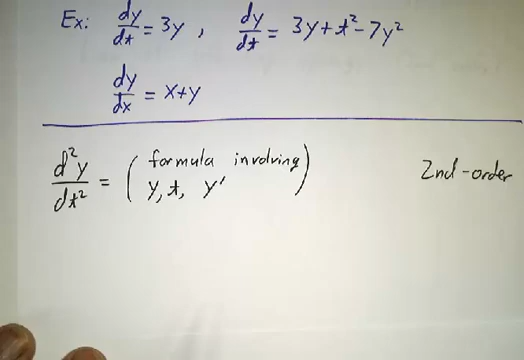 Ex: dy/dt = 3y , dy/dt = 3y + t² - 7y²
dy/dx = x+y
d²y/dt² = ( formula involving y, t, y' ) 2nd-order